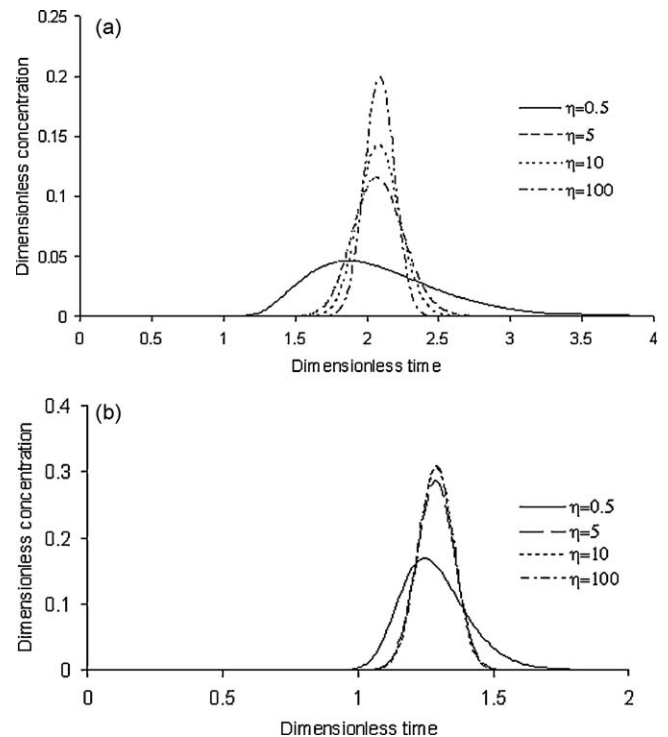 (a)
Dimensionless concentration
0.25
0.2
0.15
0.1
0.05
0
0 0.5 1 1.5 2 2.5 3 3.5 4
Dimensionless time
η=0.5
η=5
η=10
η=100
(b)
Dimensionless concentration
0.4
0.3
0.2
0.1
0
0 0.5 1 1.5 2
Dimensionless time
η=0.5
η=5
η=10
η=100